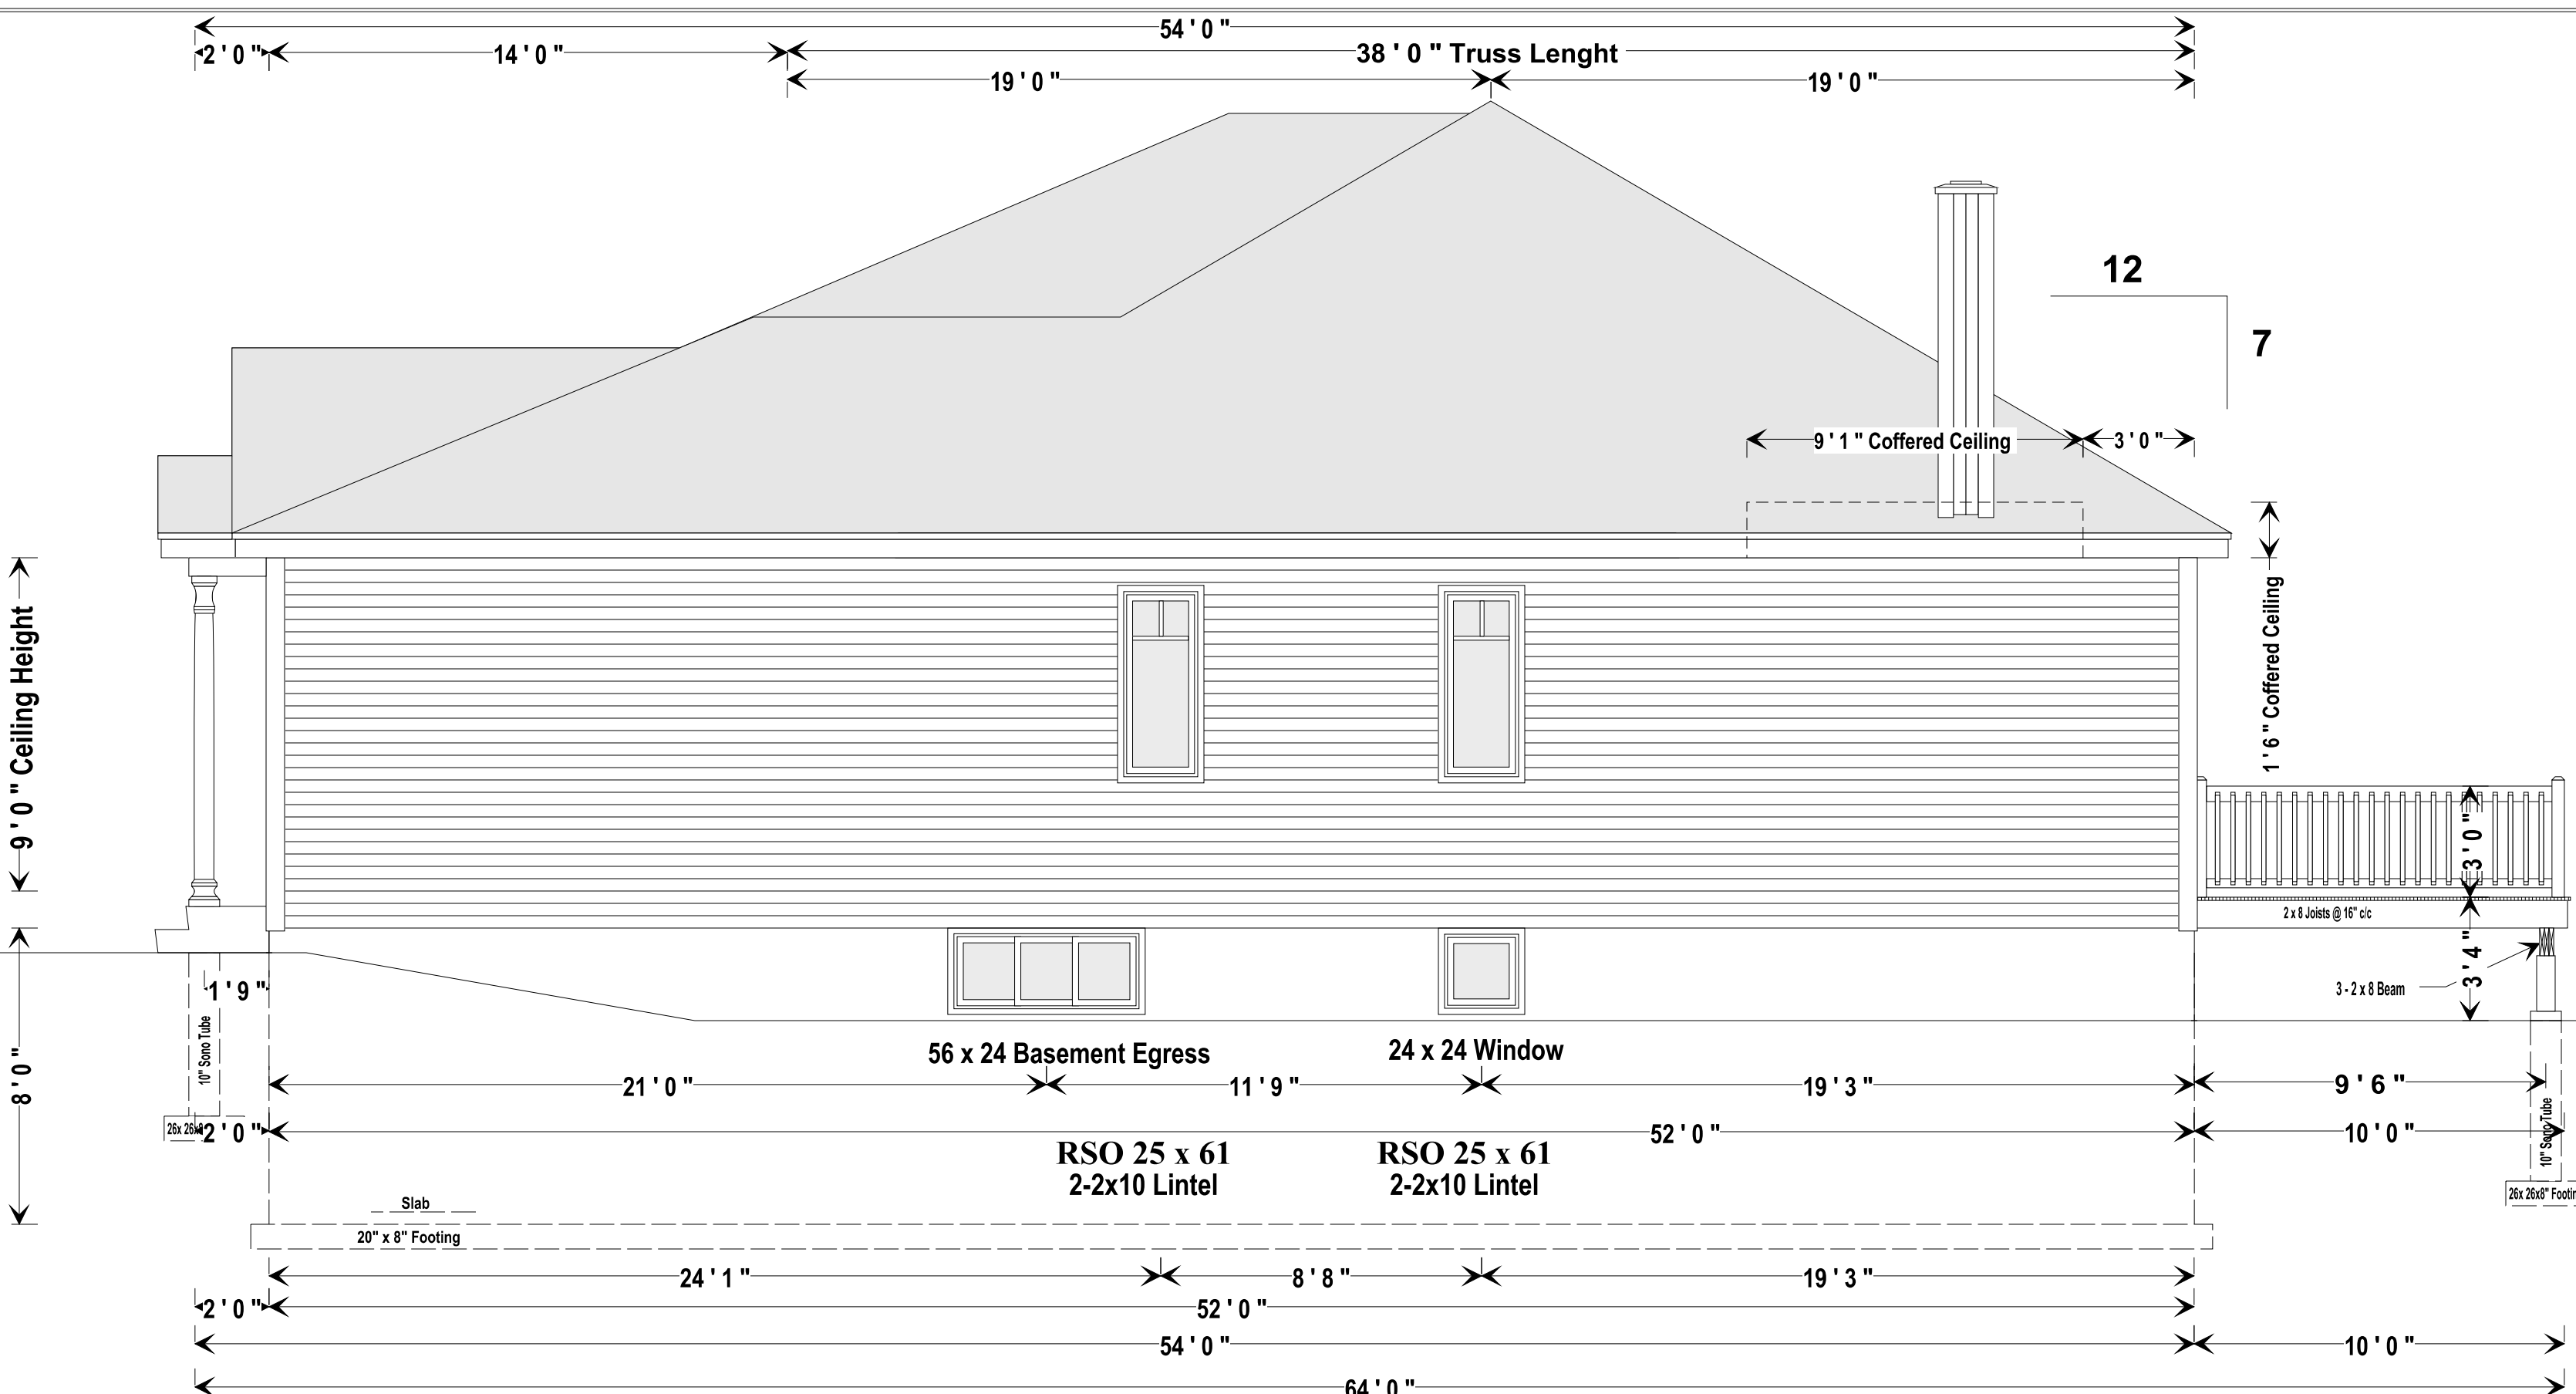 54 ' 0 "
2 ' 0 "
14 ' 0 "
38 ' 0 " Truss Lenght
19 ' 0 "
19 ' 0 "
12
7
9 ' 1 " Coffered Ceiling
3 ' 0 "
1 ' 6 " Coffered Ceiling
9 ' 0 " Ceiling Height
3 ' 0 "
2 x 8 Joists @ 16" c/c
3 ' 4 "
3 - 2 x 8 Beam
1 ' 9 "
10" Sono Tube
8 ' 0 "
56 x 24 Basement Egress
24 x 24 Window
21 ' 0 "
11 ' 9 "
19 ' 3 "
9 ' 6 "
26x 26x8
2 ' 0 "
52 ' 0 "
10 ' 0 "
10" Sono Tube
RSO 25 x 61
RSO 25 x 61
2-2x10 Lintel
2-2x10 Lintel
26x 26x8" Footin
Slab
20" x 8" Footing
24 ' 1 "
8 ' 8 "
19 ' 3 "
2 ' 0 "
52 ' 0 "
54 ' 0 "
10 ' 0 "
64 ' 0 "